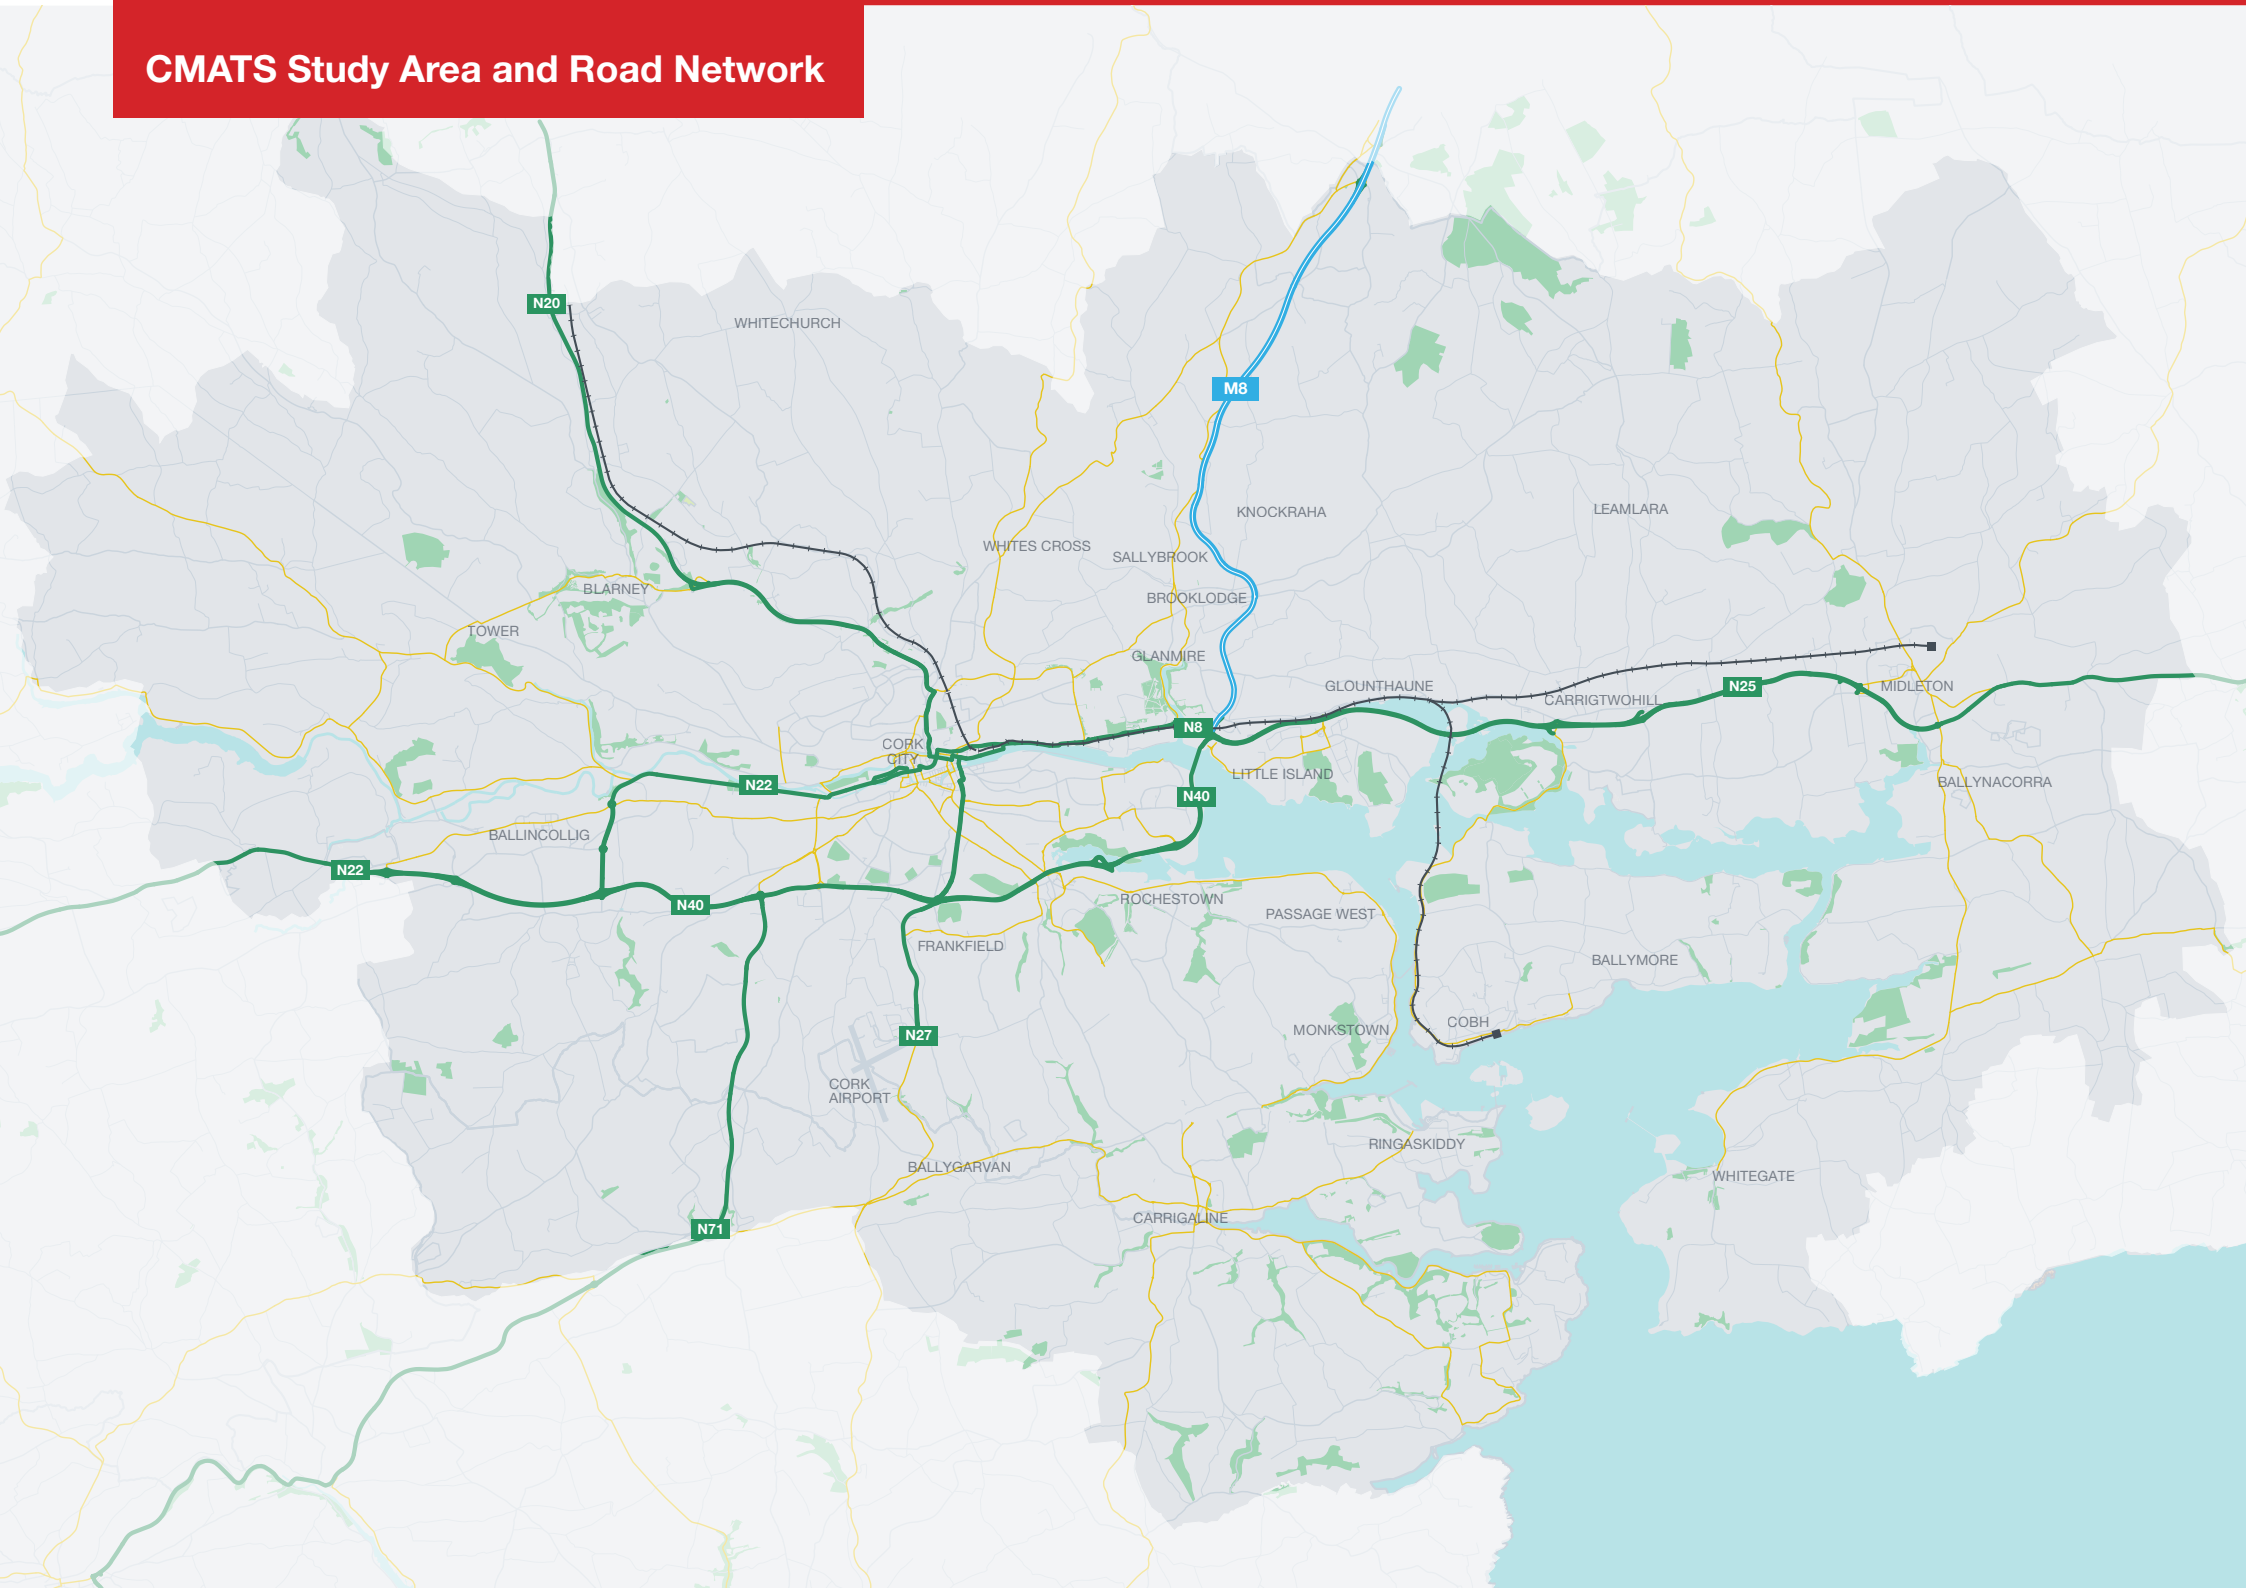 CMATS Study Area and Road Network
N20
WHITECHURCH
M8
KNOCKRAHA
LEAMLARA
WHITES CROSS
SALLYBROOK
BLARNEY
BROOKLODGE
TOWER
GLANMIRE
GLOUNTHAUNE
N25
MIDLETON
CARRIGTWOHILL
N8
CORK
CITY
LITTLE ISLAND
N22
BALLYNACORRA
N40
BALLINCOLLIG
N22
N40
ROCHESTOWN
PASSAGE WEST
FRANKFIELD
BALLYMORE
COBH
MONKSTOWN
N27
CORK
AIRPORT
RINGASKIDDY
BALLYGARVAN
WHITEGATE
CARRIGALINE
N71